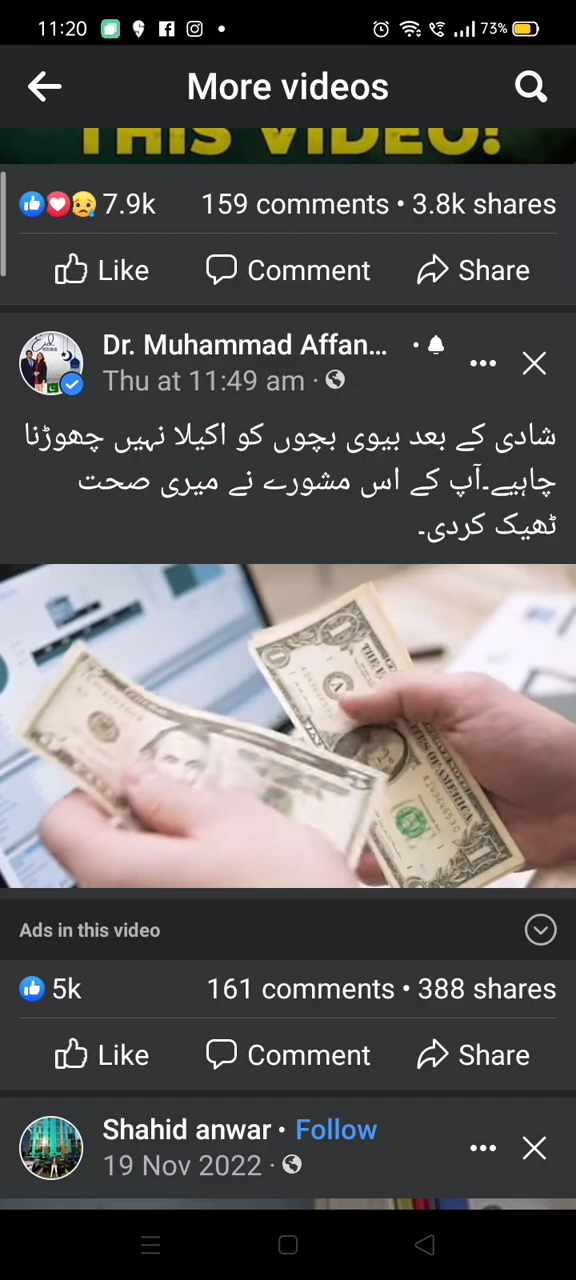 11:20
73%
More videos
THIS VIDEO!
7.9k 159 comments • 3.8k shares
Like Comment Share
Dr. Muhammad Affan... ·
Thu at 11:49 am ·
شادی کے بعد بیوی بچوں کو اکیلا نہیں چھوڑنا
چاہیے۔آپ کے اس مشورے نے میری صحت
ٹھیک کردی۔
Ads in this video
5k 161 comments • 388 shares
Like Comment Share
Shahid anwar • Follow
19 Nov 2022 ·